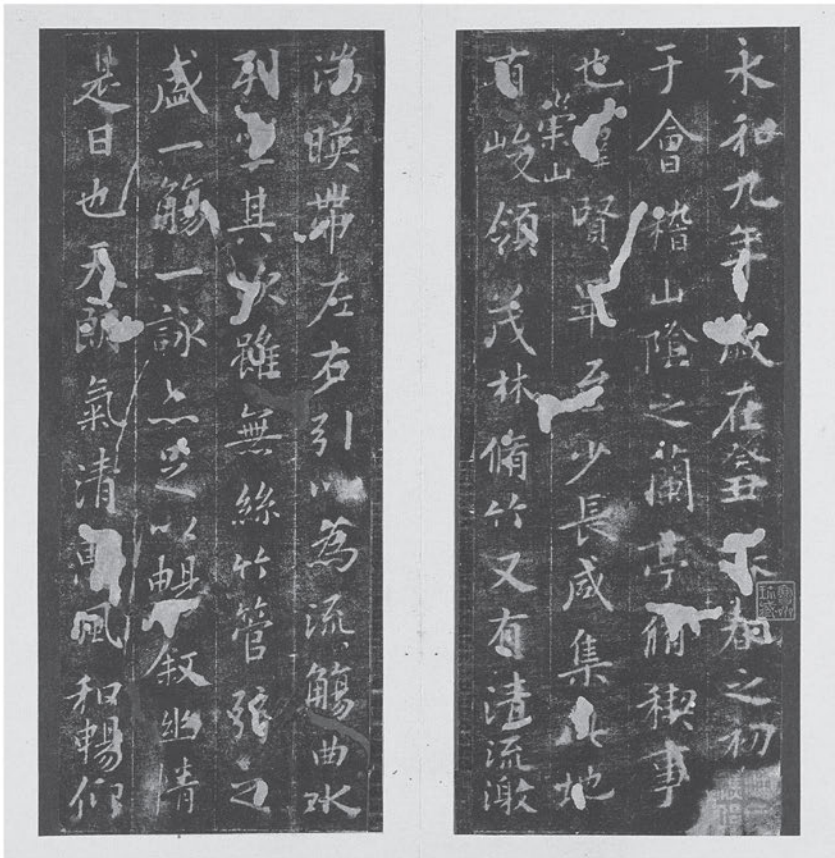 永和九年歲在癸丑暮春之初
于會稽山陰之蘭亭脩稧事
也羣賢畢至少長咸集此地
有崇山峻領茂林脩竹又有清流激
湍暎帶左右引以為流觴曲水
列坐其次雖無絲竹管弦之
盛一觴一詠亦足以暢敘幽情
是日也天朗氣清惠風和暢仰